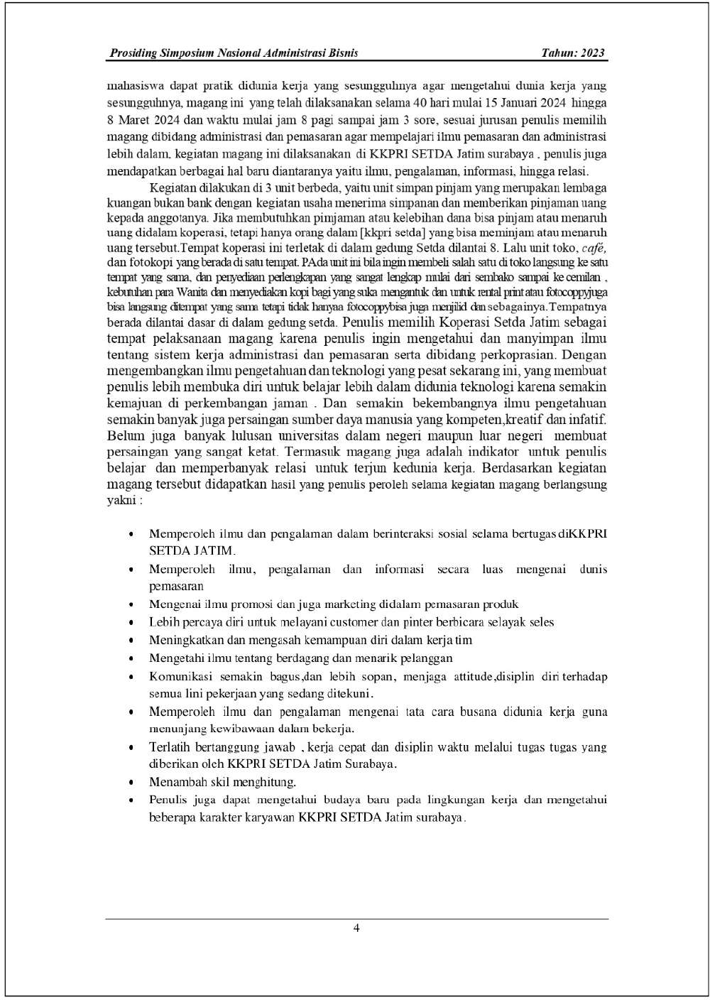 Prosiding Simposium Nasional Administrasi Bisnis Tahun: 2023
mahasiswa dapat pratik didunia kerja yang sesungguhnya agar mengetahui dunia kerja yang
sesungguhnya, magang ini yang telah dilaksanakan selama 40 hari mulai 15 Januari 2024 hingga
8 Maret 2024 dan waktu mulai jam 8 pagi sampai jam 3 sore, sesuai jurusan penulis memilih
magang dibidang administrasi dan pemasaran agar mempelajari ilmu pemasaran dan administrasi
lebih dalam, kegiatan magang ini dilaksanakan di KKPRI SETDA Jatim surabaya , penulis juga
mendapatkan berbagai hal baru diantaranya yaitu ilmu, pengalaman, informasi, hingga relasi.
Kegiatan dilakukan di 3 unit berbeda, yaitu unit simpan pinjam yang merupakan lembaga
kuangan bukan bank dengan kegiatan usaha menerima simpanan dan memberikan pinjaman uang
kepada anggotanya. Jika membutuhkan pimjaman atau kelebihan dana bisa pinjam atau menaruh
uang didalam koperasi, tetapi hanya orang dalam [kkpri setda] yang bisa meminjam atau menaruh
uang tersebut.Tempat koperasi ini terletak di dalam gedung Setda dilantai 8. Lalu unit toko, café,
dan fotokopi yang berada di satu tempat. PAda unit ini bila ingin membeli salah satu di toko langsung ke satu
tempat yang sama, dan penyediaan perlengkapan yang sangat lengkap mulai dari sembako sampai ke cemilan ,
kebutuhan para Wanita dan menyediakan kopi bagi yang suka mengantuk dan untuk rental print atau fotocoppyjuga
bisa langsung ditempat yang sama tetapi tidak hanyaa fotocoppybisa juga menjilid dan sebagainya. Tempatnya
berada dilantai dasar di dalam gedung setda. Penulis memilih Koperasi Setda Jatim sebagai
tempat pelaksanaan magang karena penulis ingin mengetahui dan manyimpan ilmu
tentang sistem kerja administrasi dan pemasaran serta dibidang perkoprasian. Dengan
mengembangkan ilmu pengetahuan dan teknologi yang pesat sekarang ini, yang membuat
penulis lebih membuka diri untuk belajar lebih dalam didunia teknologi karena semakin
kemajuan di perkembangan jaman . Dan semakin bekembangnya ilmu pengetahuan
semakin banyak juga persaingan sumber daya manusia yang kompeten,kreatif dan infatif.
Belum juga banyak lulusan universitas dalam negeri maupun luar negeri membuat
persaingan yang sangat ketat. Termasuk magang juga adalah indikator untuk penulis
belajar dan memperbanyak relasi untuk terjun kedunia kerja. Berdasarkan kegiatan
magang tersebut didapatkan hasil yang penulis peroleh selama kegiatan magang berlangsung
yakni :
• Memperoleh ilmu dan pengalaman dalam berinteraksi sosial selama bertugas diKKPRI
SETDA JATIM.
• Memperoleh ilmu, pengalaman dan informasi secara luas mengenai dunis
pemasaran
• Mengenai ilmu promosi dan juga marketing didalam pemasaran produk
• Lebih percaya diri untuk melayani customer dan pinter berbicara selayak seles
• Meningkatkan dan mengasah kemampuan diri dalam kerja tim
• Mengetahi ilmu tentang berdagang dan menarik pelanggan
• Komunikasi semakin bagus,dan lebih sopan, menjaga attitude,disiplin diri terhadap
semua lini pekerjaan yang sedang ditekuni.
• Memperoleh ilmu dan pengalaman mengenai tata cara busana didunia kerja guna
menunjang kewibawaan dalam bekerja.
• Terlatih bertanggung jawab , kerja cepat dan disiplin waktu melalui tugas tugas yang
diberikan oleh KKPRI SETDA Jatim Surabaya.
• Menambah skil menghitung.
• Penulis juga dapat mengetahui budaya baru pada lingkungan kerja dan mengetahui
beberapa karakter karyawan KKPRI SETDA Jatim surabaya.
4